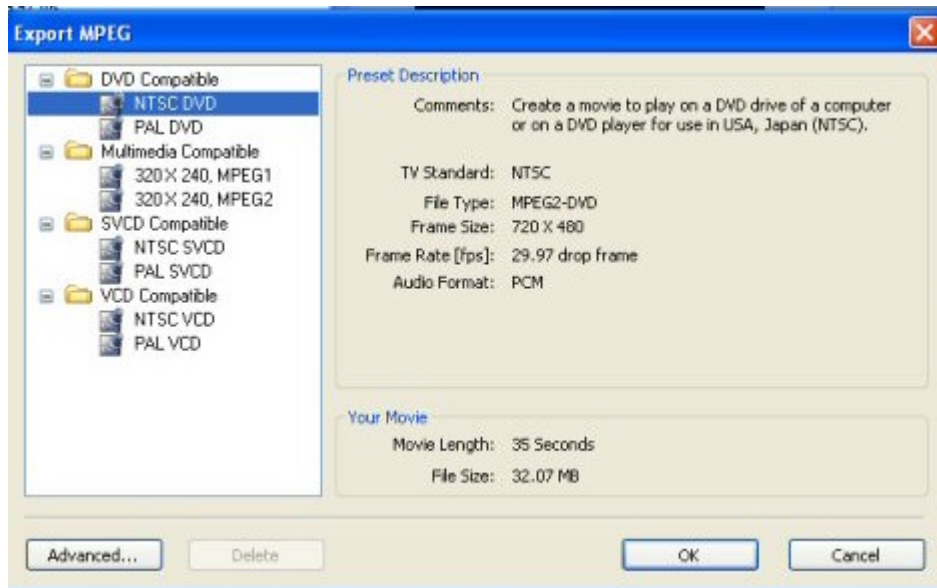 Export MPEG
DVD Compatible
NTSC DVD
PAL DVD
Multimedia Compatible
320 X 240, MPEG1
320 X 240, MPEG2
SVCD Compatible
NTSC SVCD
PAL SVCD
VCD Compatible
NTSC VCD
PAL VCD
Preset Description
Comments: Create a movie to play on a DVD drive of a computer
or on a DVD player for use in USA, Japan (NTSC).
TV Standard: NTSC
File Type: MPEG2-DVD
Frame Size: 720 X 480
Frame Rate [fps]: 29.97 drop frame
Audio Format: PCM
Your Movie
Movie Length: 35 Seconds
File Size: 32.07 MB
Advanced... Delete OK Cancel